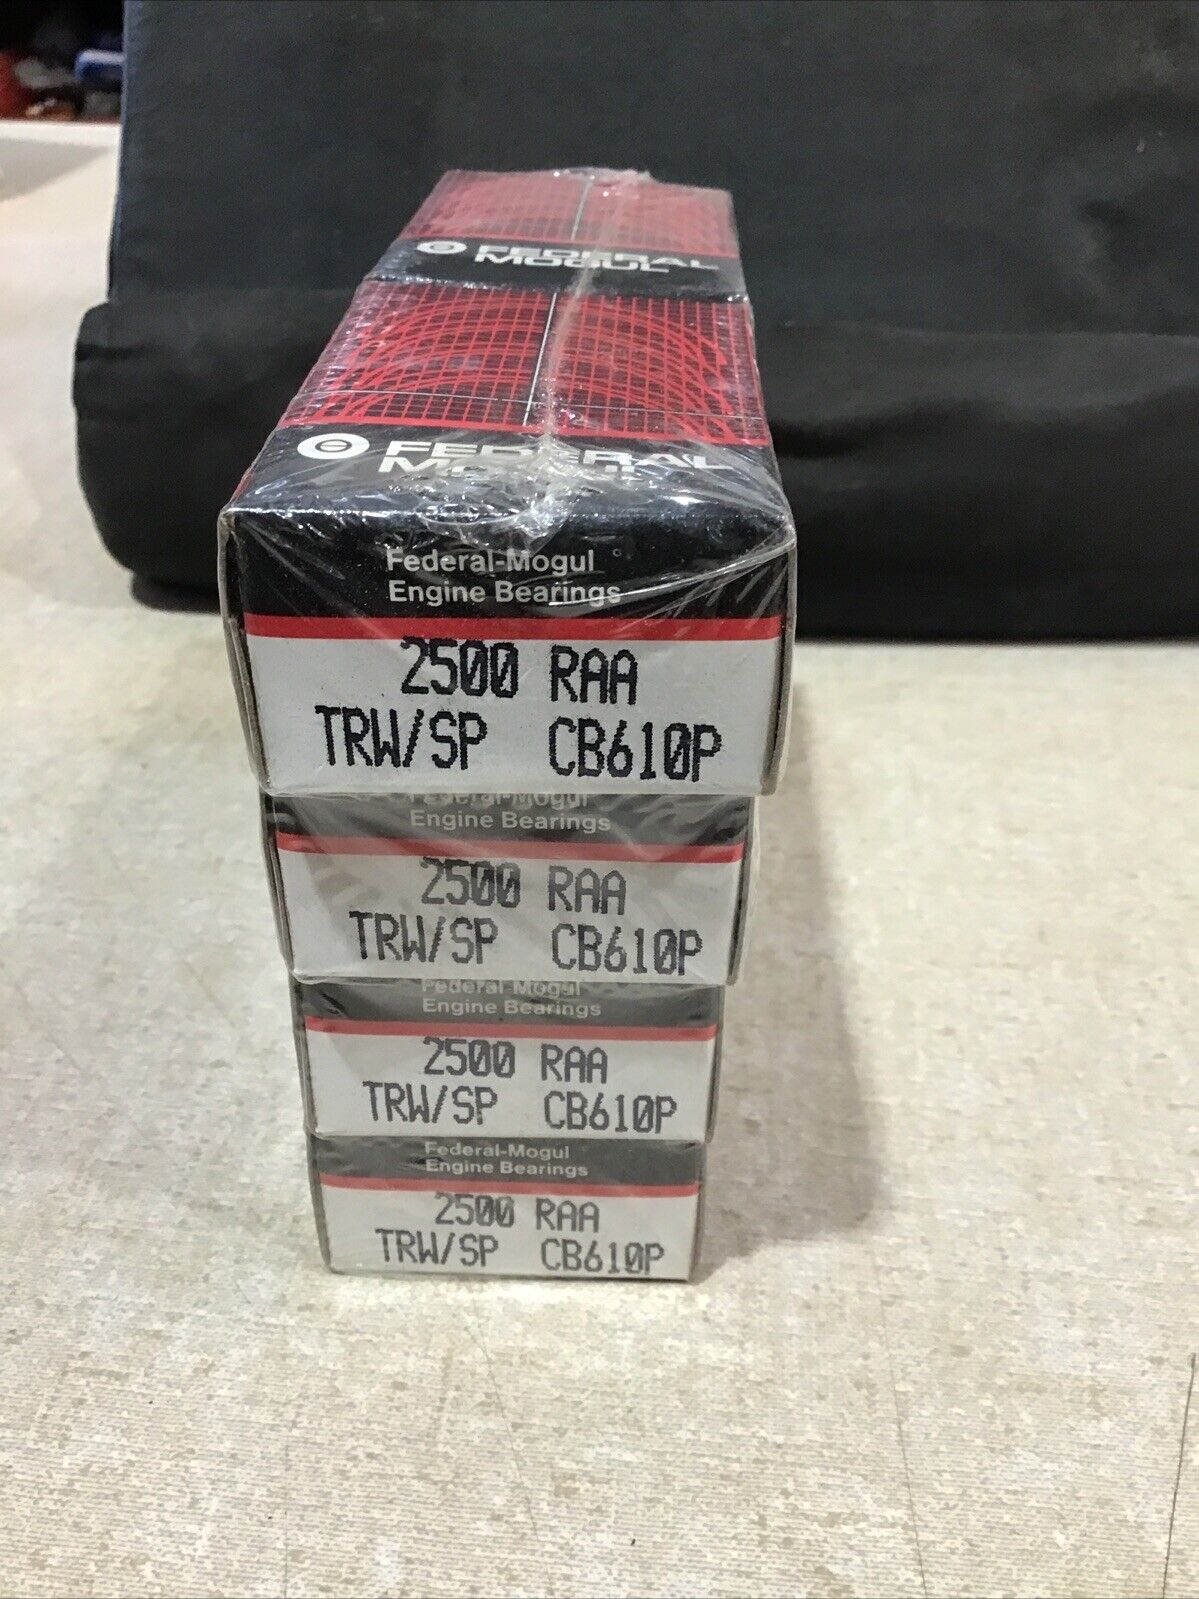 FEDERAL
MOGUL
FEDERAL
MOGUL
Federal-Mogul
Engine Bearings
2500 RAA
TRW/SP CB610P
Federal-Mogul
Engine Bearings
2500 RAA
TRW/SP CB610P
Federal-Mogul
Engine Bearings
2500 RAA
TRW/SP CB610P
Federal-Mogul
Engine Bearings
2500 RAA
TRW/SP CB610P